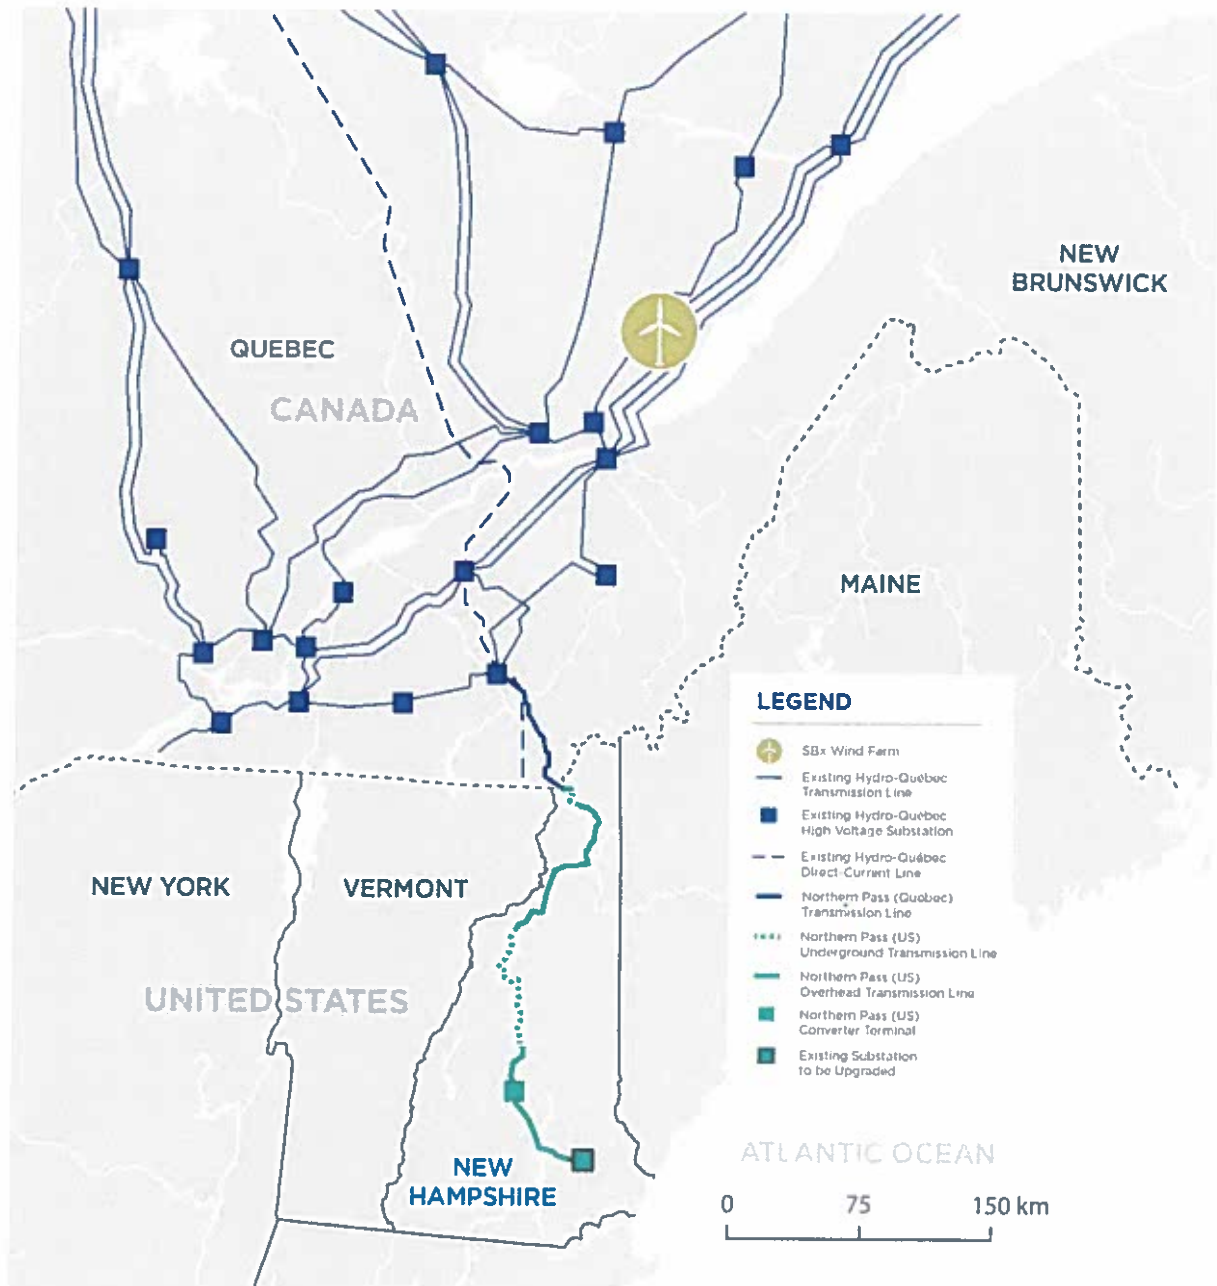 NEW
BRUNSWICK
QUEBEC
CANADA
MAINE
LEGEND
SBx Wind Farm
Existing Hydro-Québec
Transmission Line
Existing Hydro-Québec
High Voltage Substation
Existing Hydro-Québec
Direct-Current Line
Northern Pass (Quebec)
Transmission Line
Northern Pass (US)
Underground Transmission Line
Northern Pass (US)
Overhead Transmission Line
Northern Pass (US)
Converter Terminal
Existing Substation
to be Upgraded
NEW YORK
VERMONT
UNITED STATES
NEW
HAMPSHIRE
ATLANTIC OCEAN
0 75 150 km